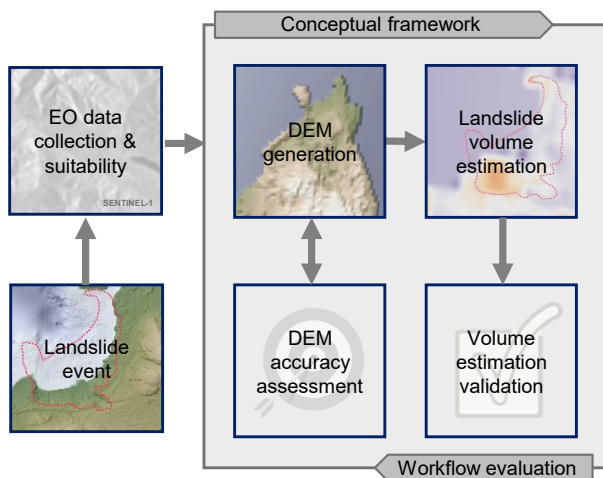 Conceptual framework
EO data
collection &
suitability
SENTINEL-1
DEM
generation
Landslide
volume
estimation
Landslide
event
DEM
accuracy
assessment
Volume
estimation
validation
Workflow evaluation